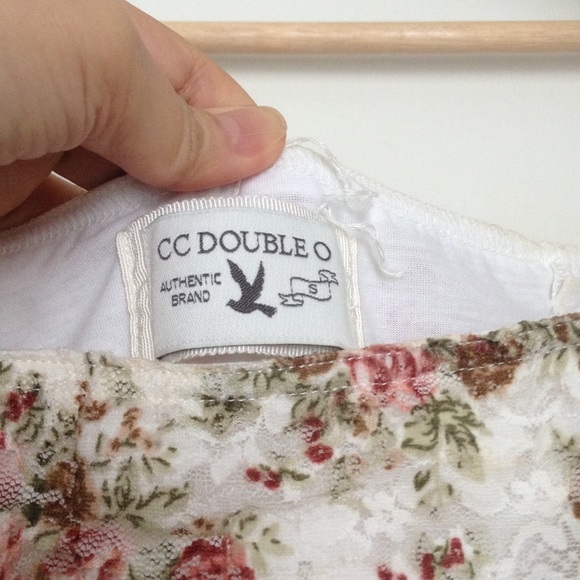 CC DOUBLE O
AUTHENTIC
BRAND
S